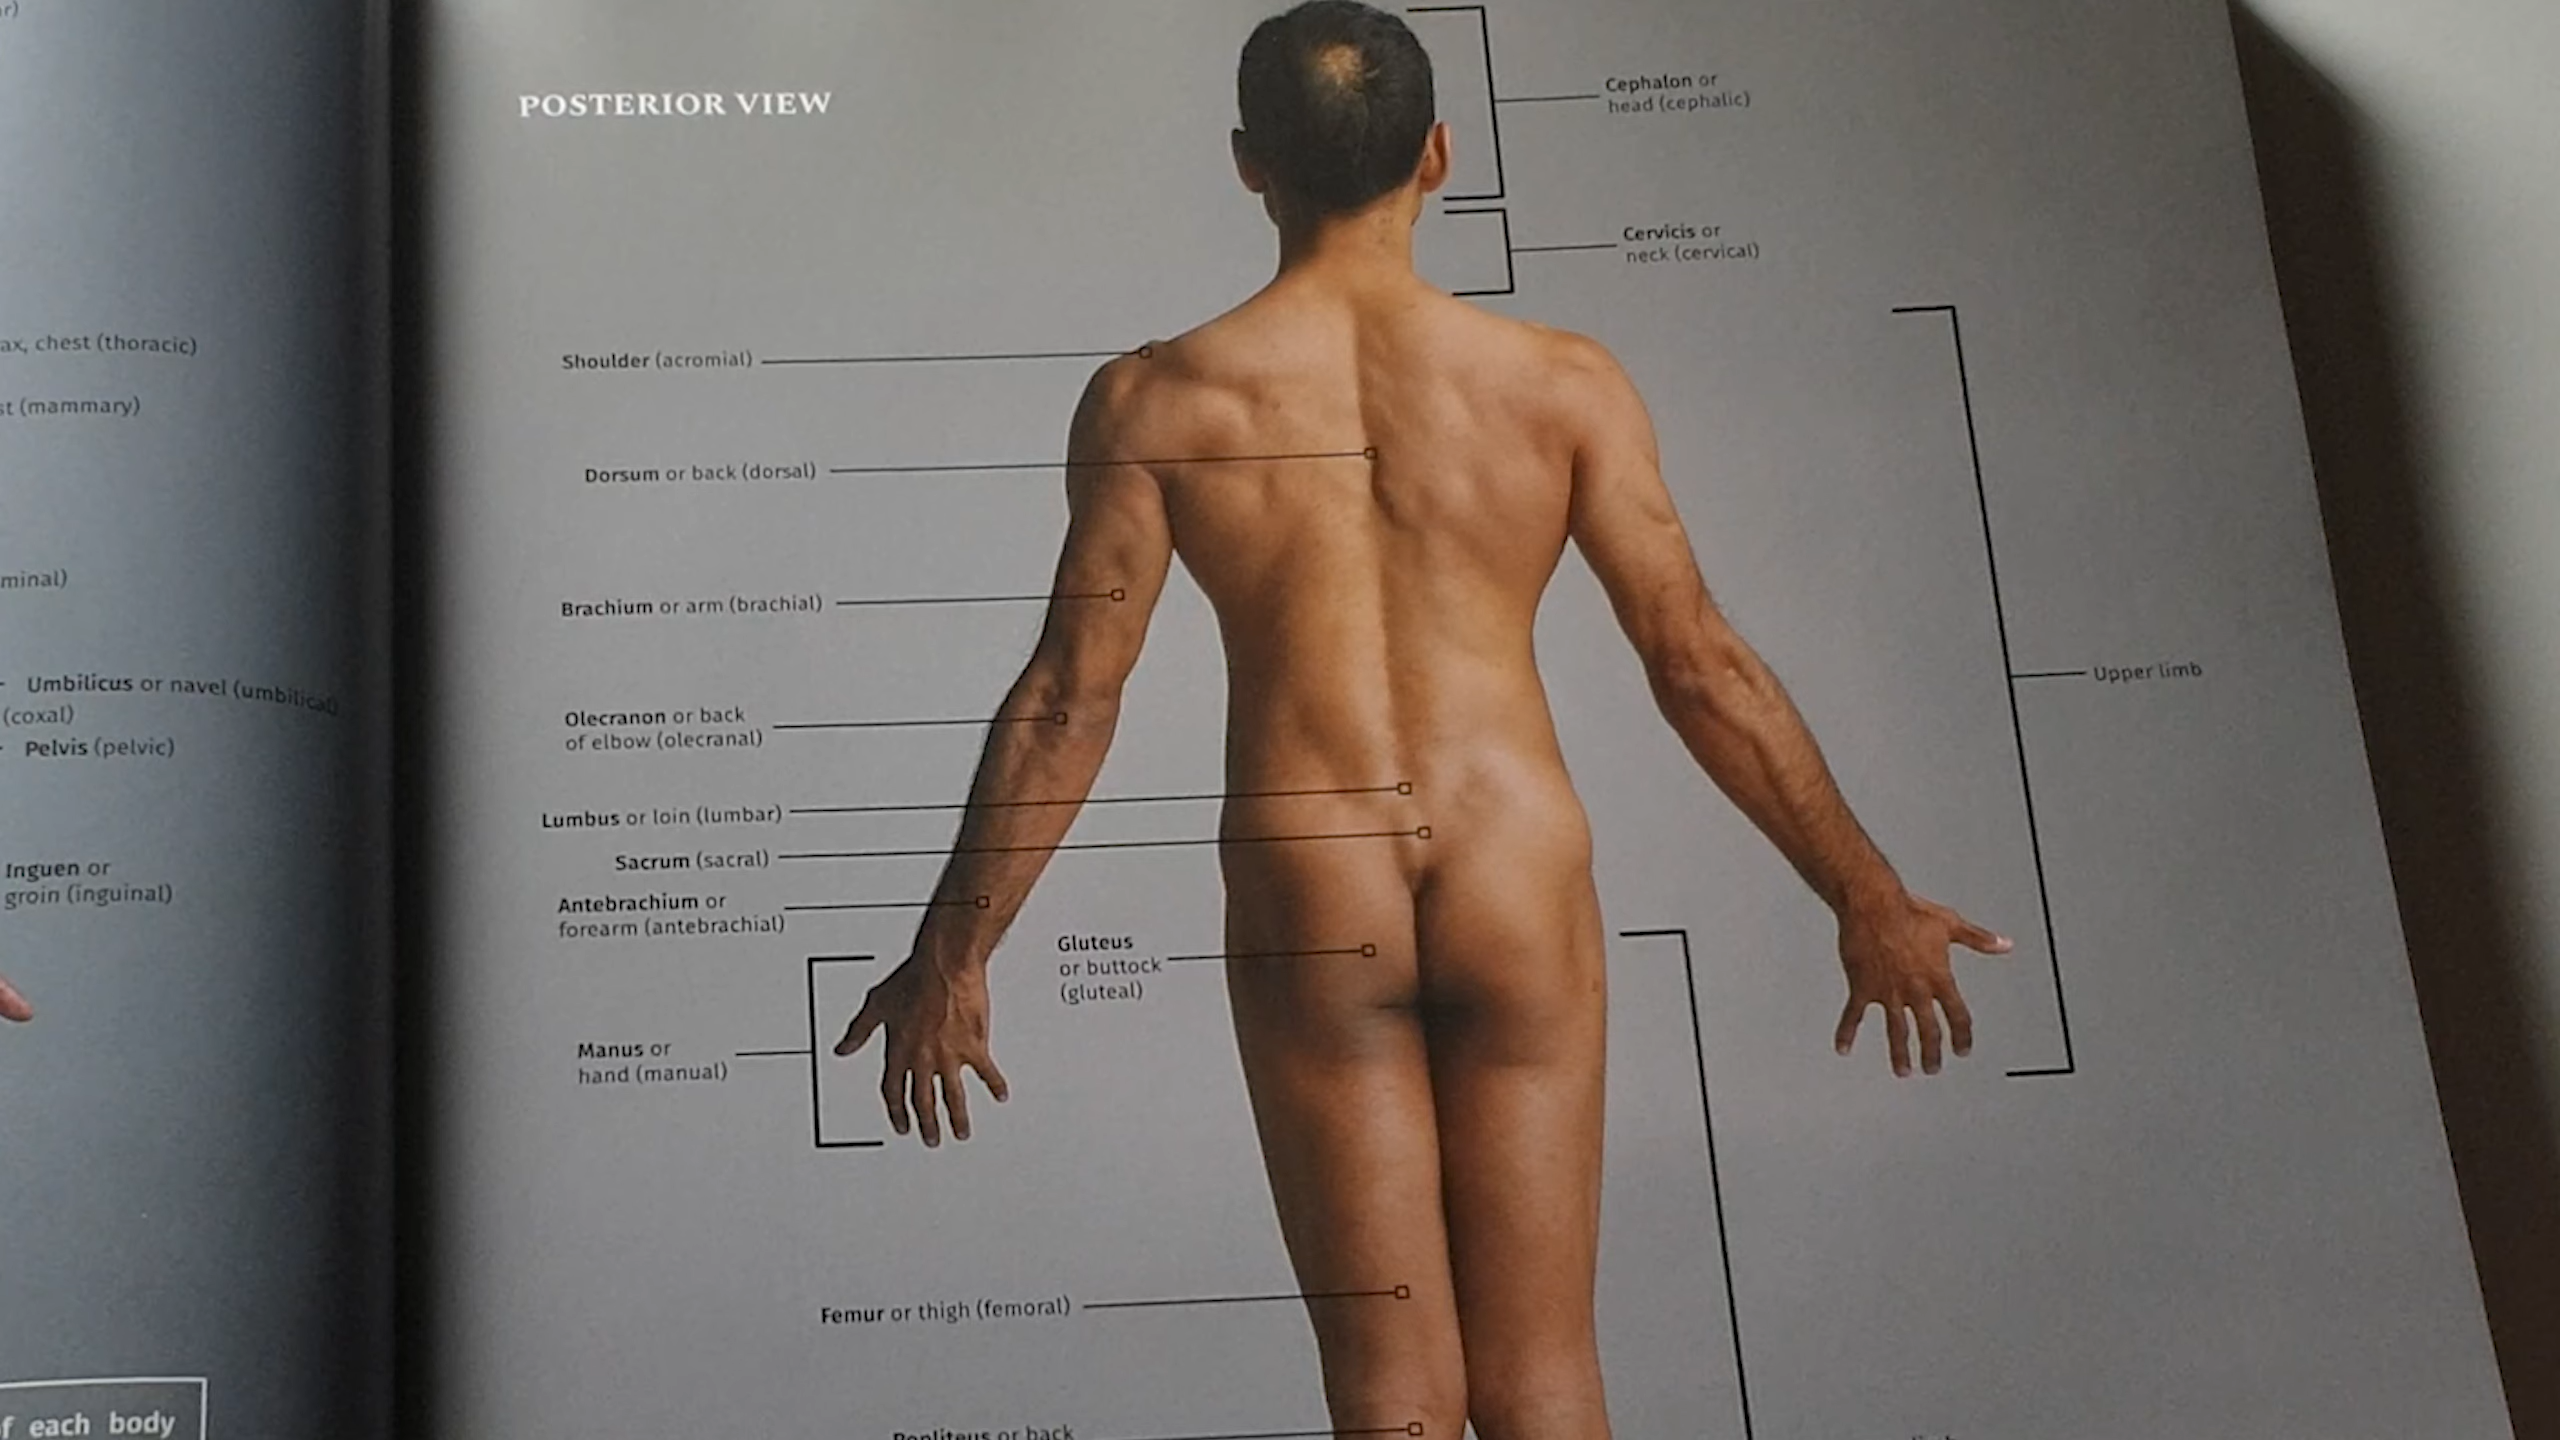 ax, chest (thoracic)
(mammary)
Umbilicus or navel (umbilical)
(coxal)
Pelvis (pelvic)
Inguen or
groin (inguinal)
each body
POSTERIOR VIEW
Cephalon or
head (cephalic)
Cervicis or
neck (cervical)
Shoulder (acromial)
Dorsum or back (dorsal)
Brachium or arm (brachial)
Upper limb
Olecranon or back
of elbow (olecranal)
Lumbus or loin (lumbar)
Sacrum (sacral)
Antebrachium or
forearm (antebrachial)
Gluteus
or buttock
(gluteal)
Manus or
hand (manual)
Femur or thigh (femoral)
Popliteus or back